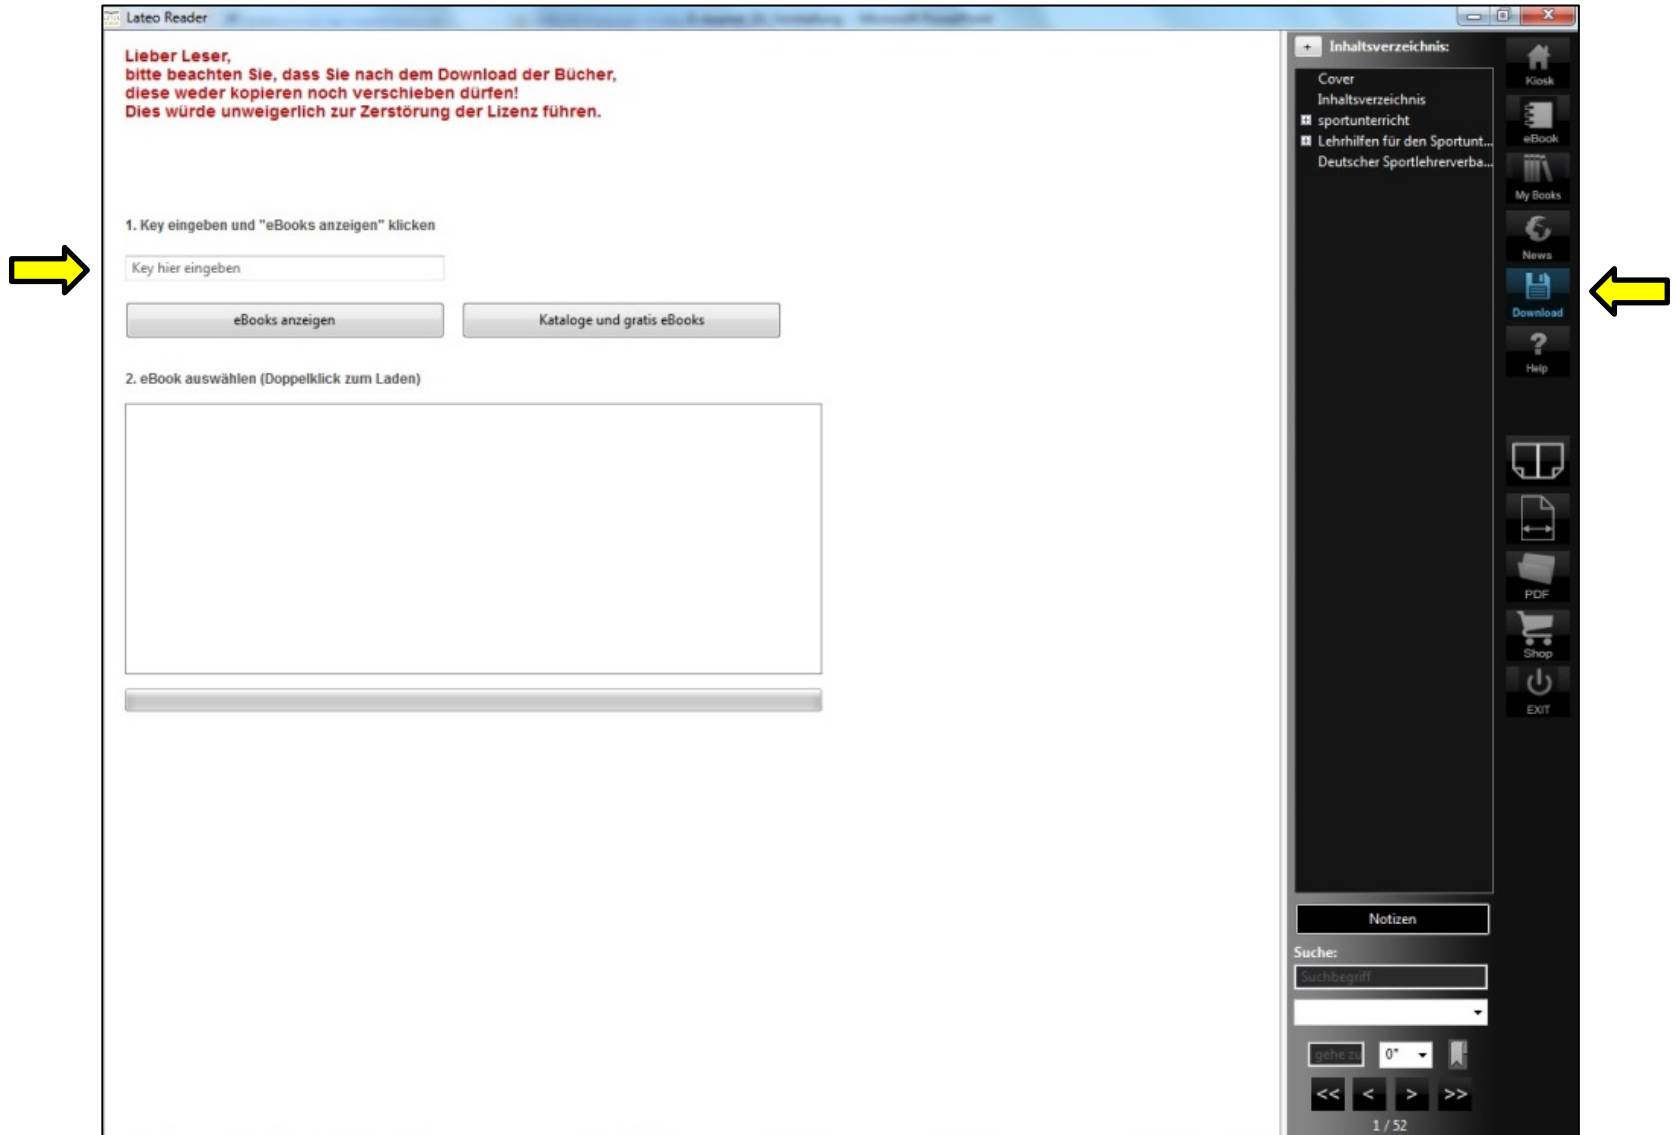 Lateo Reader
Lieber Leser,
bitte beachten Sie, dass Sie nach dem Download der Bücher,
diese weder kopieren noch verschieben dürfen!
Dies würde unweigerlich zur Zerstörung der Lizenz führen.
1. Key eingeben und "eBooks anzeigen" klicken
Key hier eingeben
eBooks anzeigen
Kataloge und gratis eBooks
2. eBook auswählen (Doppelklick zum Laden)
+ Inhaltsverzeichnis:
Cover
Inhaltsverzeichnis
sportunterricht
Lehrhilfen für den Sportunt...
Deutscher Sportlehrerverba...
Notizen
Suche:
Suchbegriff
gehe zu
0°
<< < > >>
1 / 52
Kiosk
eBook
My Books
News
Download
?
Help
PDF
Shop
EXIT